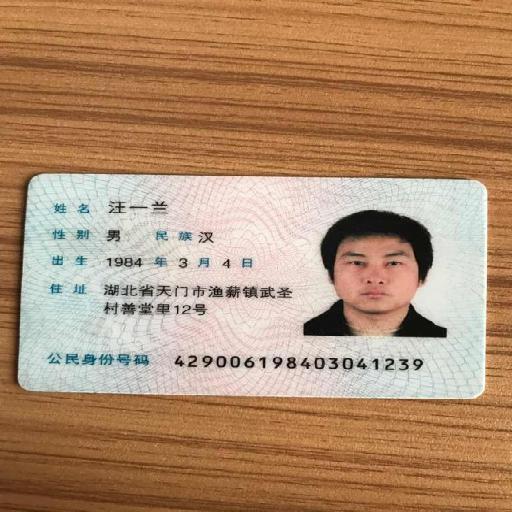 姓名 汪一兰
性别 男 民族 汉
出生 1984 年 3 月 4 日
住址 湖北省天门市渔薪镇武圣
村善堂里12号
公民身份号码 429006198403041239